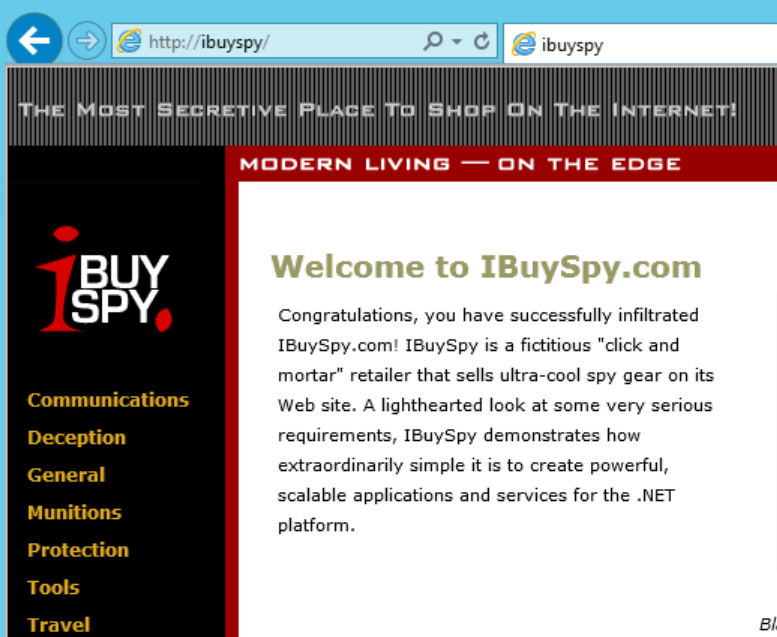 http://ibuyspy/
ibuyspy
The Most Secretive Place To Shop On The Internet!
MODERN LIVING — ON THE EDGE
iBUY
SPY.
Welcome to IBuySpy.com
Congratulations, you have successfully infiltrated
IBuySpy.com! IBuySpy is a fictitious "click and
mortar" retailer that sells ultra-cool spy gear on its
Web site. A lighthearted look at some very serious
requirements, IBuySpy demonstrates how
extraordinarily simple it is to create powerful,
scalable applications and services for the .NET
platform.
Communications
Deception
General
Munitions
Protection
Tools
Travel